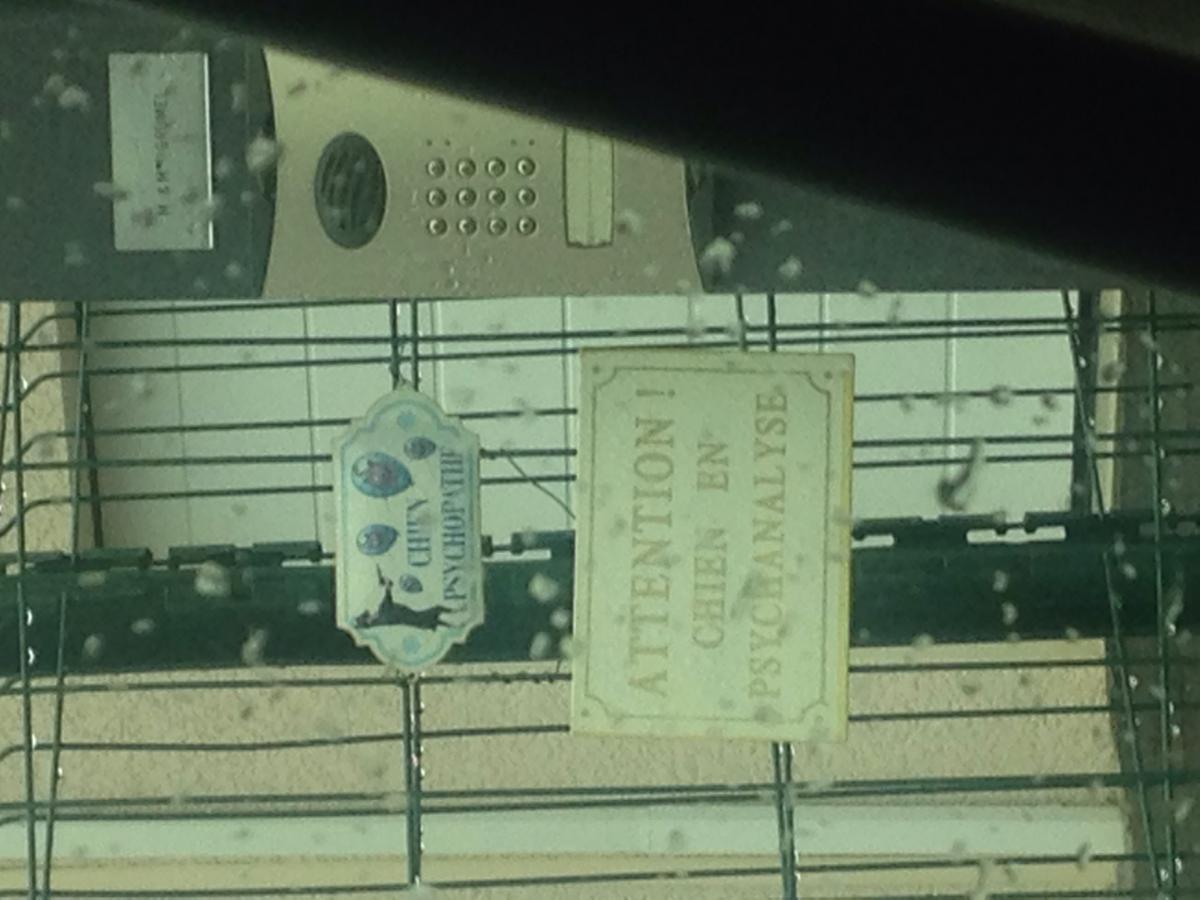 CHIEN
PSYCHOPATHE
ATTENTION !
CHIEN EN
PSYCHANALYSE